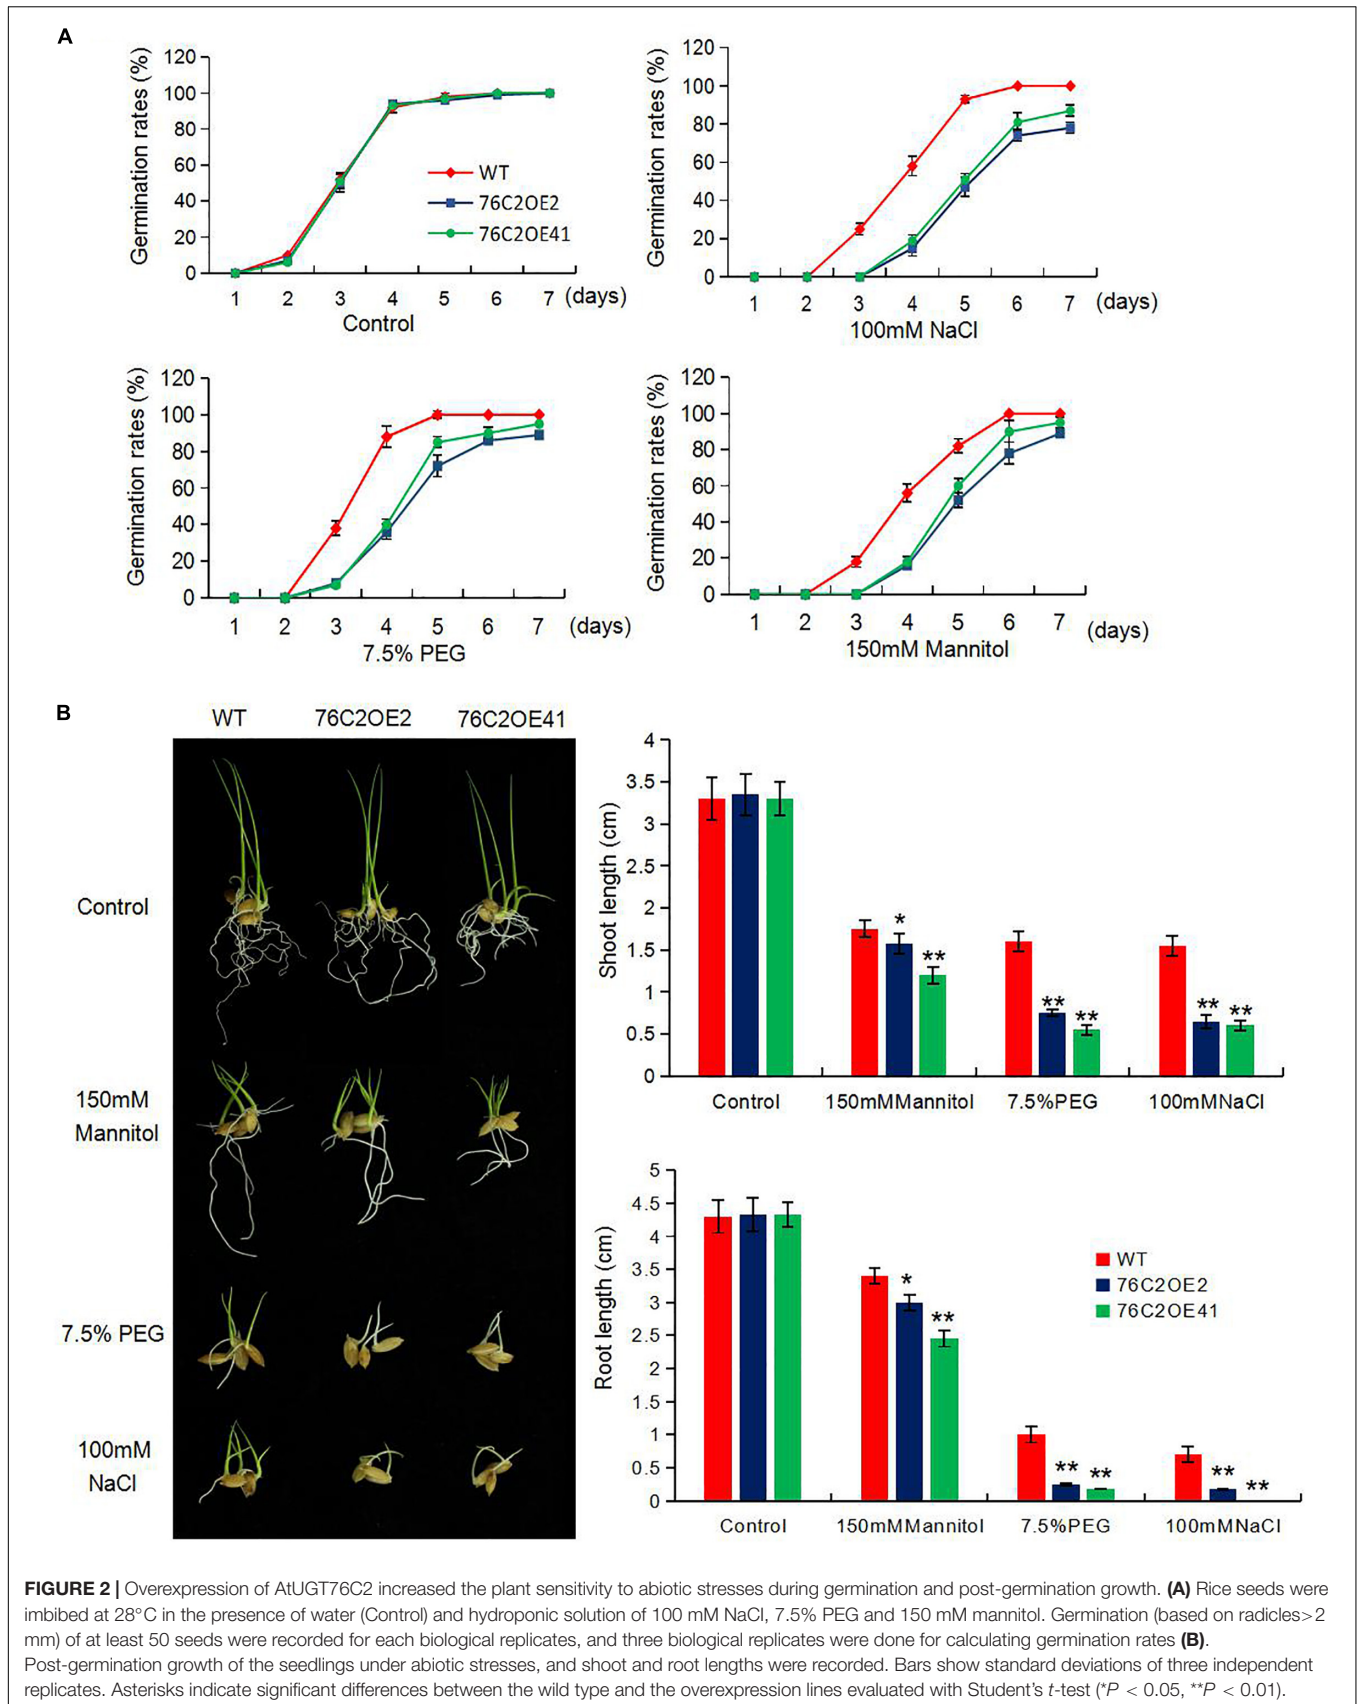 A
Germination rates (%)
120
100
80
60
40
20
0
WT
76C2OE2
76C2OE41
1 2 3 4 5 6 7 (days)
Control
Germination rates (%)
120
100
80
60
40
20
0
1 2 3 4 5 6 7 (days)
100mM NaCl
Germination rates (%)
120
100
80
60
40
20
0
1 2 3 4 5 6 7 (days)
7.5% PEG
Germination rates (%)
120
100
80
60
40
20
0
1 2 3 4 5 6 7 (days)
150mM Mannitol
B
WT 76C2OE2 76C2OE41
Control
150mM
Mannitol
7.5% PEG
100mM
NaCl
Shoot length (cm)
4
3.5
3
2.5
2
1.5
1
0.5
0
* ** ** ** ** **
Control 150mMMannitol 7.5%PEG 100mMNaCl
Root length (cm)
5
4.5
4
3.5
3
2.5
2
1.5
1
0.5
0
* ** ** ** ** **
WT
76C2OE2
76C2OE41
Control 150mMMannitol 7.5%PEG 100mMNaCl
FIGURE 2 | Overexpression of AtUGT76C2 increased the plant sensitivity to abiotic stresses during germination and post-germination growth. (A) Rice seeds were
imbibed at 28°C in the presence of water (Control) and hydroponic solution of 100 mM NaCl, 7.5% PEG and 150 mM mannitol. Germination (based on radicles>2
mm) of at least 50 seeds were recorded for each biological replicates, and three biological replicates were done for calculating germination rates (B).
Post-germination growth of the seedlings under abiotic stresses, and shoot and root lengths were recorded. Bars show standard deviations of three independent
replicates. Asterisks indicate significant differences between the wild type and the overexpression lines evaluated with Student's t-test (*P < 0.05, **P < 0.01).